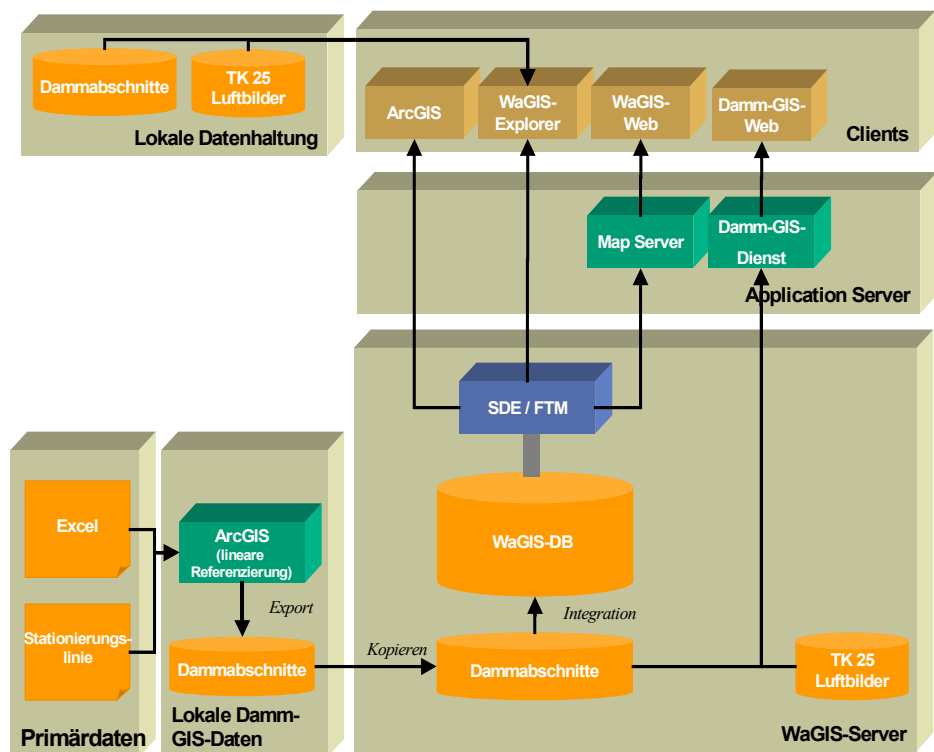 Dammabschnitte
TK 25
Luftbilder
Lokale Datenhaltung
ArcGIS
WaGIS-
Explorer
WaGIS-
Web
Damm-GIS-
Web
Clients
Map Server
Damm-GIS-
Dienst
Application Server
SDE / FTM
WaGIS-DB
Integration
Dammabschnitte
TK 25
Luftbilder
WaGIS-Server
Excel
Stationierungs-
linie
Primärdaten
ArcGIS
(lineare
Referenzierung)
Export
Dammabschnitte
Kopieren
Lokale Damm-
GIS-Daten